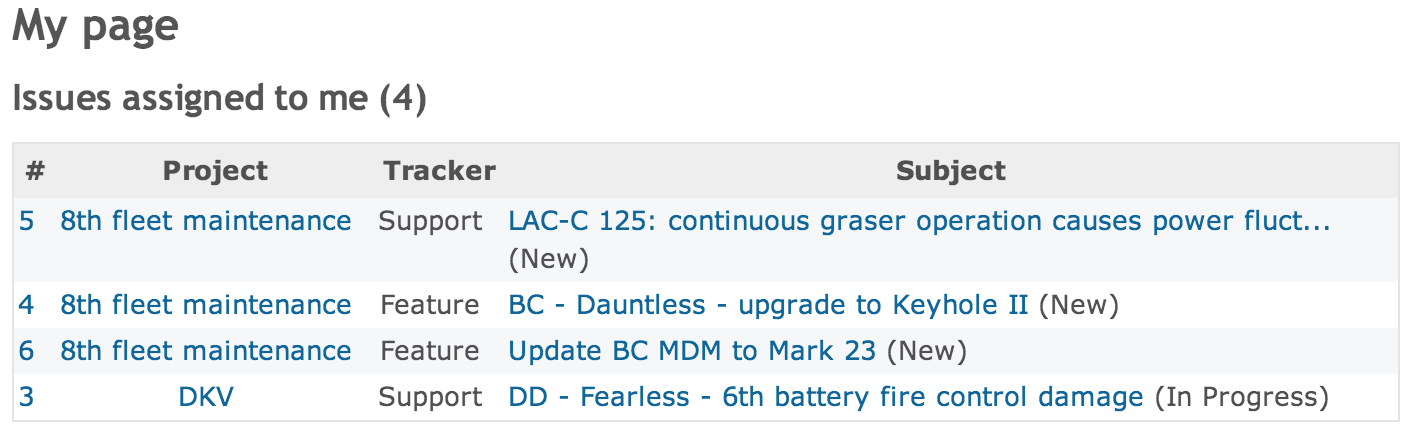 My page
Issues assigned to me (4)
# Project Tracker Subject
5 8th fleet maintenance Support LAC-C 125: continuous graser operation causes power fluct...
(New)
4 8th fleet maintenance Feature BC - Dauntless - upgrade to Keyhole II (New)
6 8th fleet maintenance Feature Update BC MDM to Mark 23 (New)
3 DKV Support DD - Fearless - 6th battery fire control damage (In Progress)